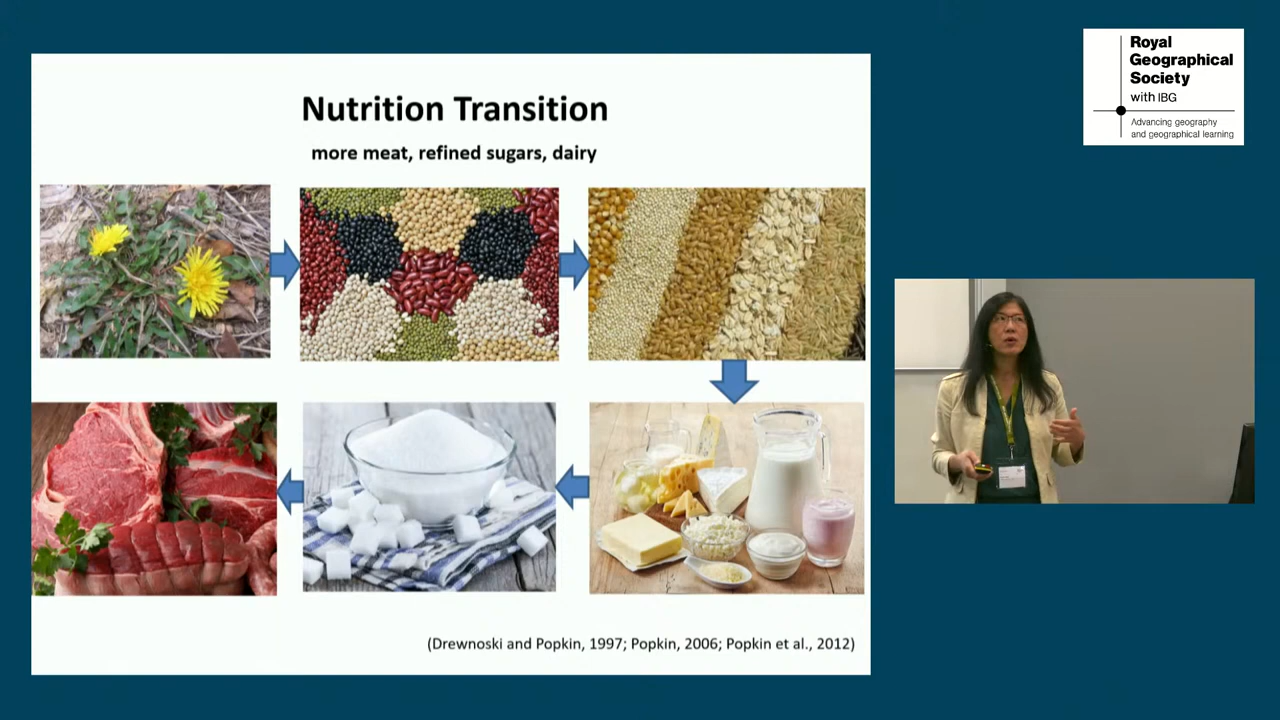 Nutrition Transition
more meat, refined sugars, dairy
(Drewnoski and Popkin, 1997; Popkin, 2006; Popkin et al., 2012)
Royal
Geographical
Society
with IBG
Advancing geography
and geographical learning